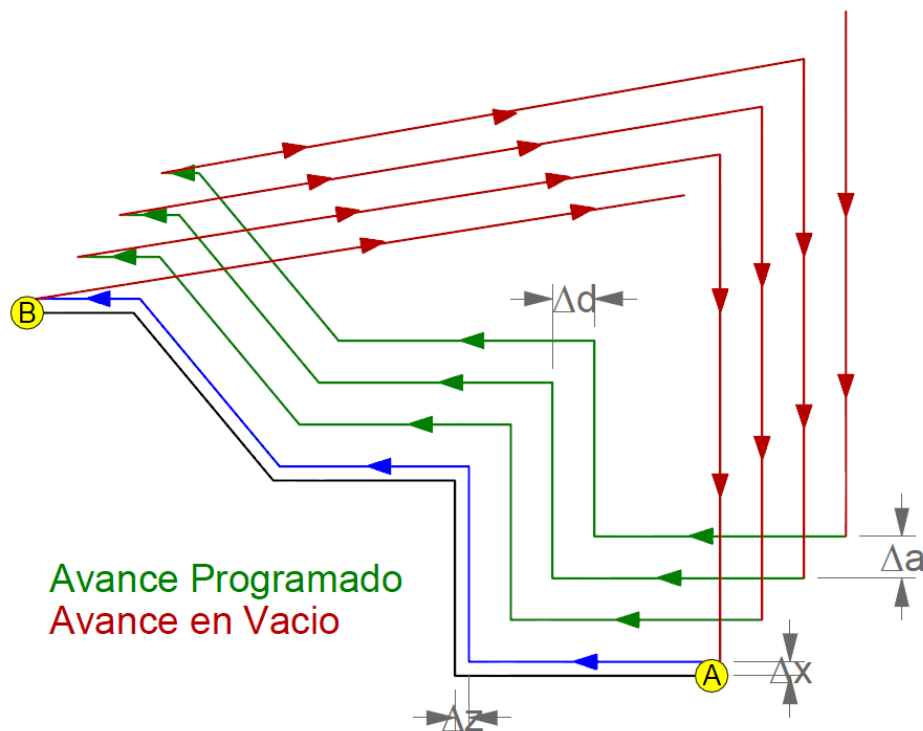 B
Δd
Avance Programado
Avance en Vacio
Δa
A
Δx
Δz